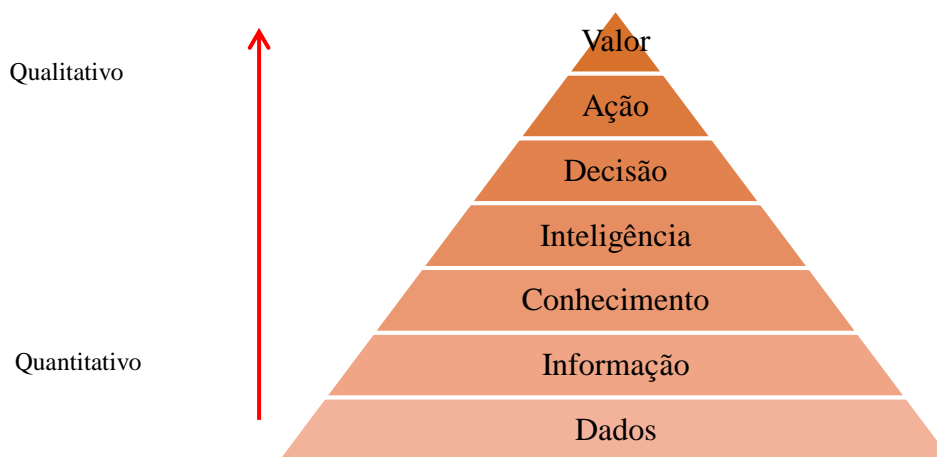 Valor
Qualitativo
Ação
Decisão
Inteligência
Conhecimento
Quantitativo
Informação
Dados